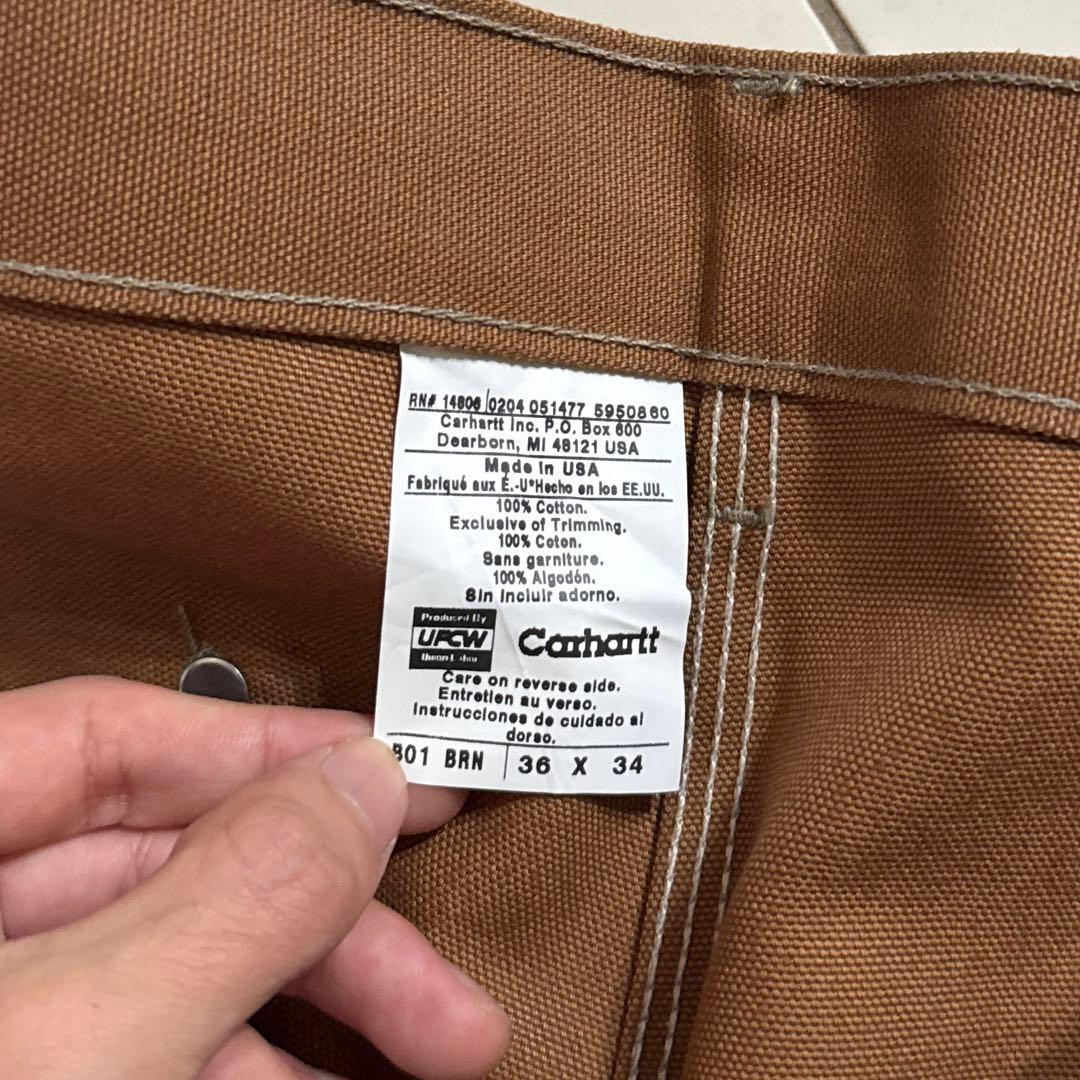 RN# 14806 0204 051477 5950860
Carhartt Inc. P.O. Box 600
Dearborn, MI 48121 USA
Made in USA
Fabriqué aux É.-U*Hecho en los EE.UU.
100% Cotton.
Exclusive of Trimming.
100% Coton.
Sans garniture.
100% Algodón.
Sin incluir adorno.
Produced By
UFCW
Union Labor
Carhartt
Care on reverse side.
Entretien au verso.
Instrucciones de cuidado al
dorso.
B01 BRN 36 X 34